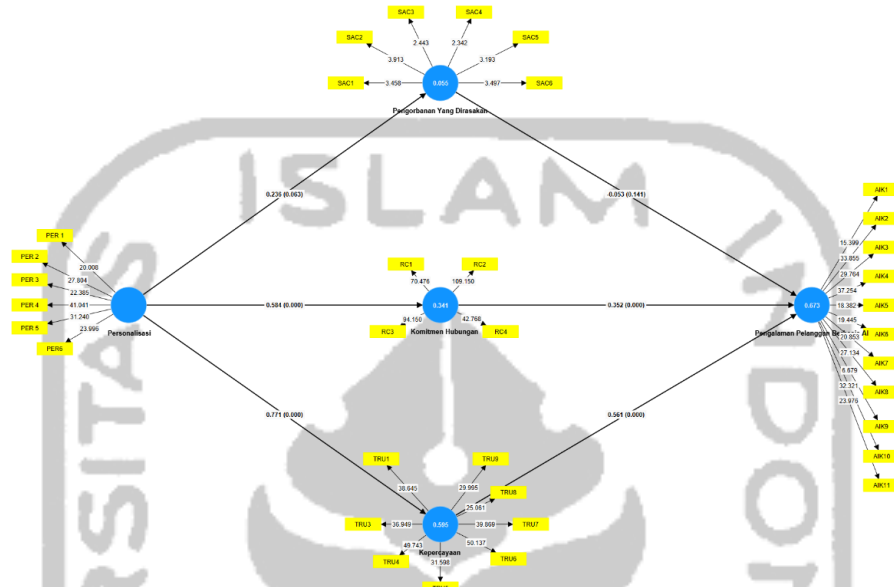 SAC3
SAC4
SAC2
2.443
2.342
SAC5
3.913
3.193
SAC1
3.458
0.055
3.497
SAC6
Pengorbanan Yang Dirasakan
ISLAM
0.236 (0.063)
-0.053 (0.141)
AIK1
AIK2
PER 1
15.399
20.008
33.855
AIK3
PER 2
RC1
RC2
29.764
27.804
70.476
109.150
AIK4
PER 3
22.385
37.254
PER 4
41.941
0.584 (0.000)
0.341
0.352 (0.000)
0.673
18.382
AIK5
PER 5
31.240
Personalisasi
94.150
42.768
19.445
RC3
Komitmen Hubungan
RC4
Pengalaman Pelanggan
AI
AIK6
PER6
23.996
20.853
AIK7
27.134
6.679
AIK8
32.321
23.976
AIK9
0.771 (0.000)
0.561 (0.000)
AIK10
TRU1
TRU9
AIK11
38.645
29.995
TRU8
25.081
TRU3
36.949
0.595
39.869
TRU7
Kepercayaan
49.743
50.137
TRU4
31.598
TRU6